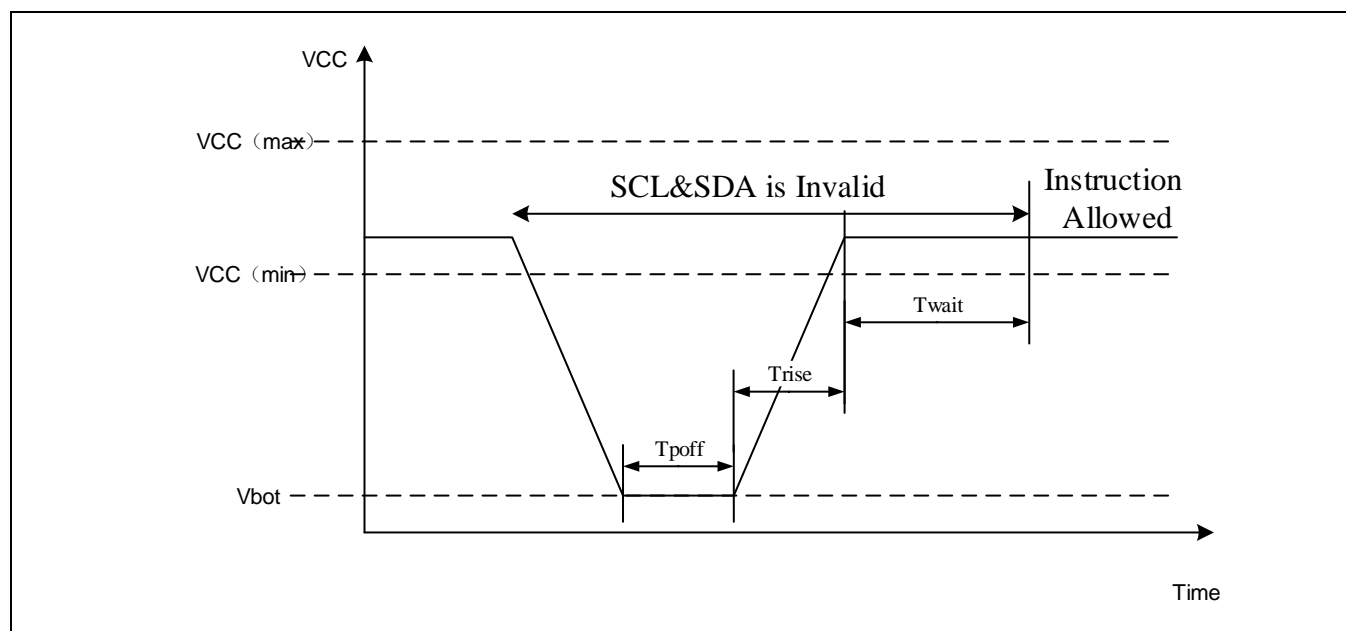 VCC
VCC（max）
SCL&SDA is Invalid
Instruction
Allowed
VCC（min）
Twait
Trise
Tpoff
Vbot
Time